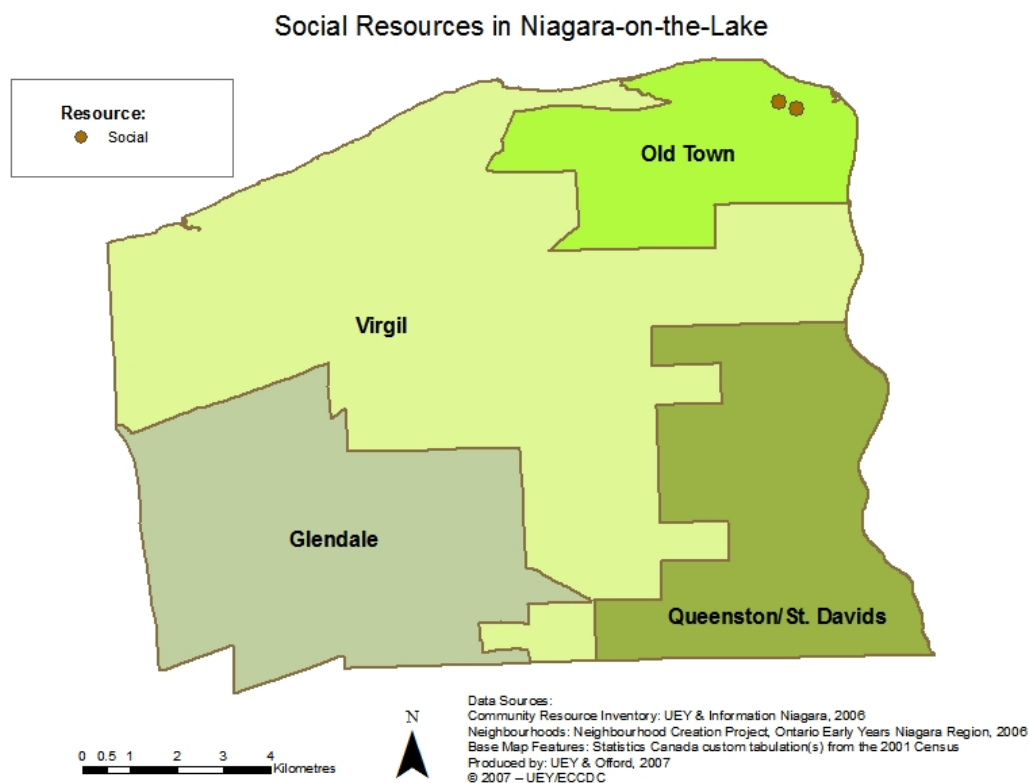 Social Resources in Niagara-on-the-Lake
Resource:
Social
Old Town
Virgil
Glendale
Queenston/St. Davids
Data Sources:
Community Resource Inventory: UEY & Information Niagara, 2006
Neighbourhoods: Neighbourhood Creation Project, Ontario Early Years Niagara Region, 2006
Base Map Features: Statistics Canada custom tabulation(s) from the 2001 Census
Produced by: UEY & Offord, 2007
© 2007 – UEY/ECCDC
N
0 0.5 1 2 3 4
Kilometres